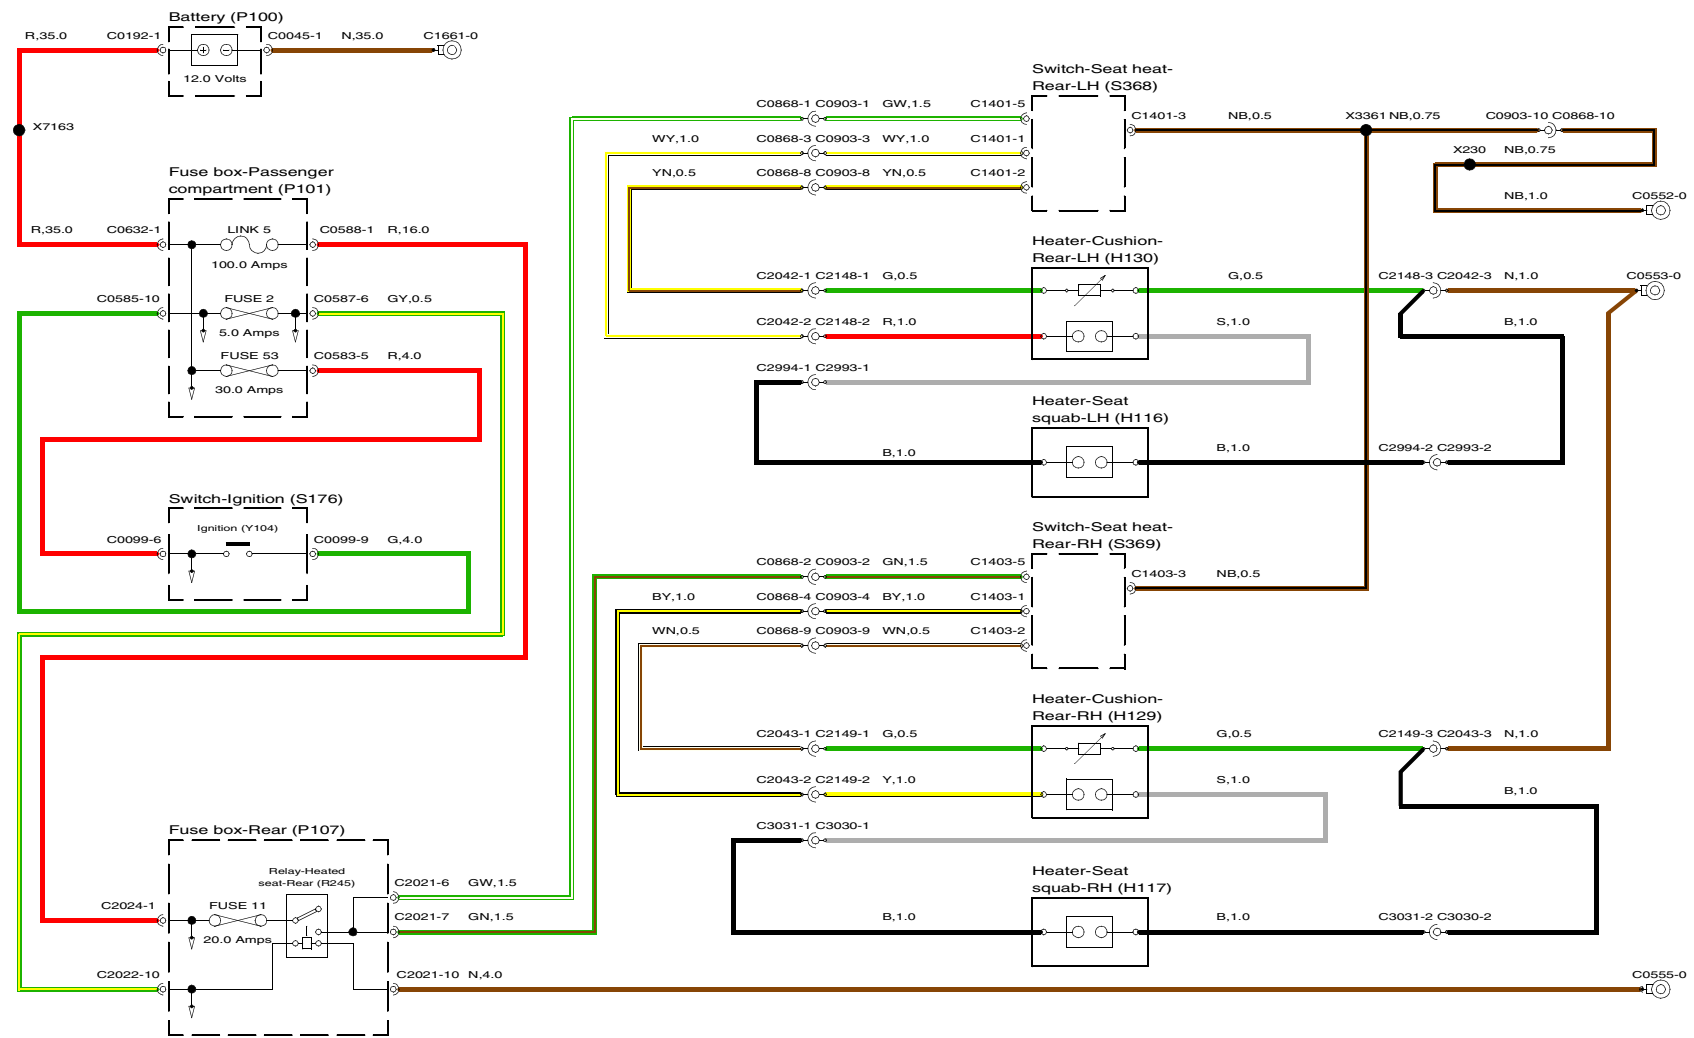 Battery (P100)
R,35.0 C0192-1 C0045-1 N,35.0 C1661-0
12.0 Volts
X7163
Fuse box-Passenger
compartment (P101)
R,35.0 C0632-1 LINK 5 C0588-1 R,16.0
100.0 Amps
C0585-10 FUSE 2 C0587-6 GY,0.5
5.0 Amps
FUSE 53 C0583-5 R,4.0
30.0 Amps
Switch-Ignition (S176)
Ignition (Y104)
C0099-6 C0099-9 G,4.0
Fuse box-Rear (P107)
Relay-Heated
seat-Rear (R245)
C2021-6 GW,1.5
C2024-1 FUSE 11 C2021-7 GN,1.5
20.0 Amps
C2022-10 C2021-10 N,4.0
C0555-0
Switch-Seat heat-
Rear-LH (S368)
C0868-1 C0903-1 GW,1.5 C1401-5
C1401-3 NB,0.5 X3361 NB,0.75 C0903-10 C0868-10
WY,1.0 C0868-3 C0903-3 WY,1.0 C1401-1
X230 NB,0.75
YN,0.5 C0868-8 C0903-8 YN,0.5 C1401-2
NB,1.0 C0552-0
Heater-Cushion-
Rear-LH (H130)
C2042-1 C2148-1 G,0.5 G,0.5 C2148-3 C2042-3 N,1.0 C0553-0
C2042-2 C2148-2 R,1.0 S,1.0 B,1.0
C2994-1 C2993-1
Heater-Seat
squab-LH (H116)
B,1.0 B,1.0 C2994-2 C2993-2
Switch-Seat heat-
Rear-RH (S369)
C0868-2 C0903-2 GN,1.5 C1403-5
C1403-3 NB,0.5
BY,1.0 C0868-4 C0903-4 BY,1.0 C1403-1
WN,0.5 C0868-9 C0903-9 WN,0.5 C1403-2
Heater-Cushion-
Rear-RH (H129)
C2043-1 C2149-1 G,0.5 G,0.5 C2149-3 C2043-3 N,1.0
C2043-2 C2149-2 Y,1.0 S,1.0 B,1.0
C3031-1 C3030-1
Heater-Seat
squab-RH (H117)
B,1.0 B,1.0 C3031-2 C3030-2